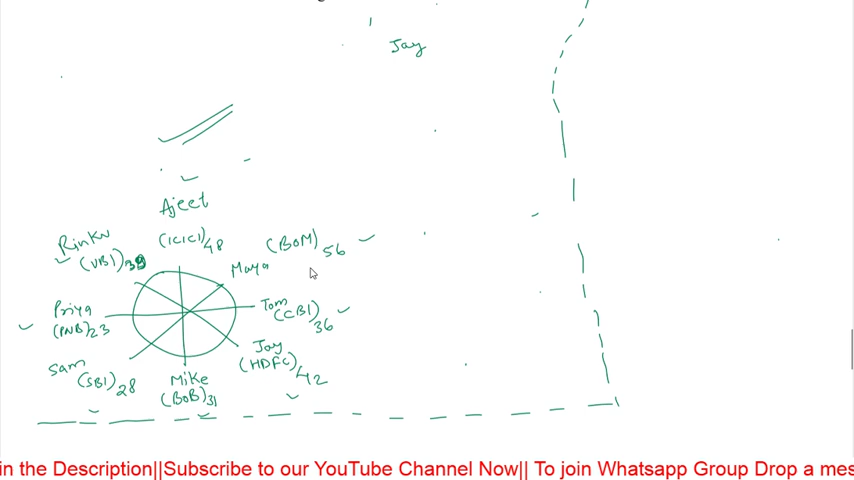 Jay
Ajeet
(ICICI) 48
Rinku
(UBI) 39
(BOM) 56
Maya
Priya
(PNB) 23
Tom
(CBI) 36
Jay
(HDFC) 42
Sam
(SBI) 28
Mike
(BOB) 31
in the Description||Subscribe to our YouTube Channel Now|| To join Whatsapp Group Drop a mes